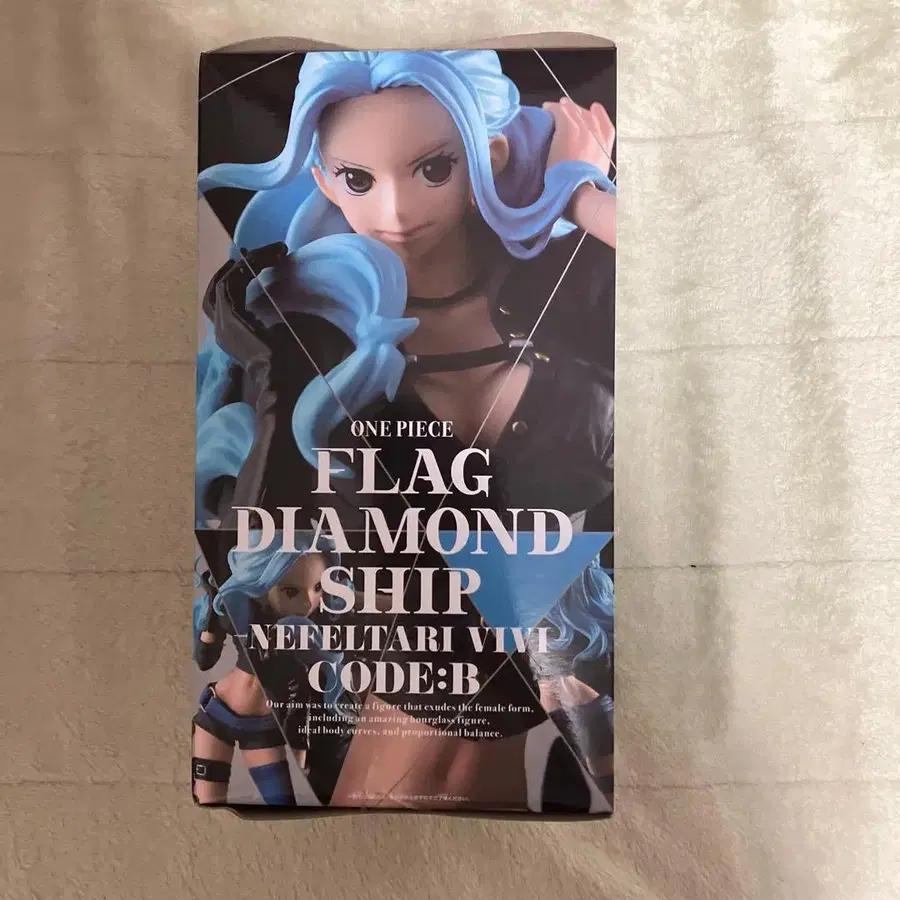 ONE PIECE
FLAG
DIAMOND
SHIP
-NEFELTARI VIVI-
CODE:B
Our aim was to create a figure that exudes the female form,
including an amazing hourglass figure,
ideal body curves, and proportional balance.